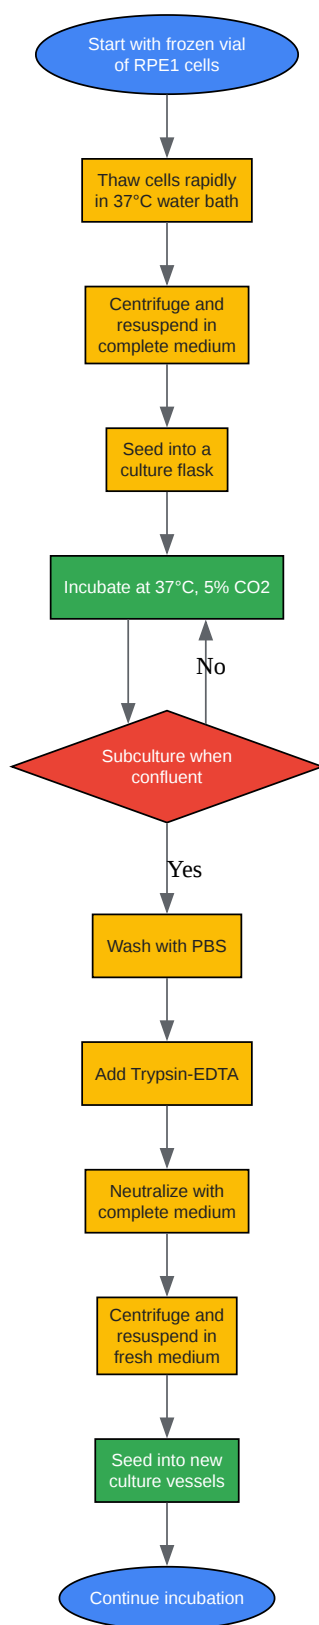 Start with frozen vial
of RPE1 cells
Thaw cells rapidly
in 37°C water bath
Centrifuge and
resuspend in
complete medium
Seed into a
culture flask
Incubate at 37°C, 5% CO2
No
Subculture when
confluent
Yes
Wash with PBS
Add Trypsin-EDTA
Neutralize with
complete medium
Centrifuge and
resuspend in
fresh medium
Seed into new
culture vessels
Continue incubation